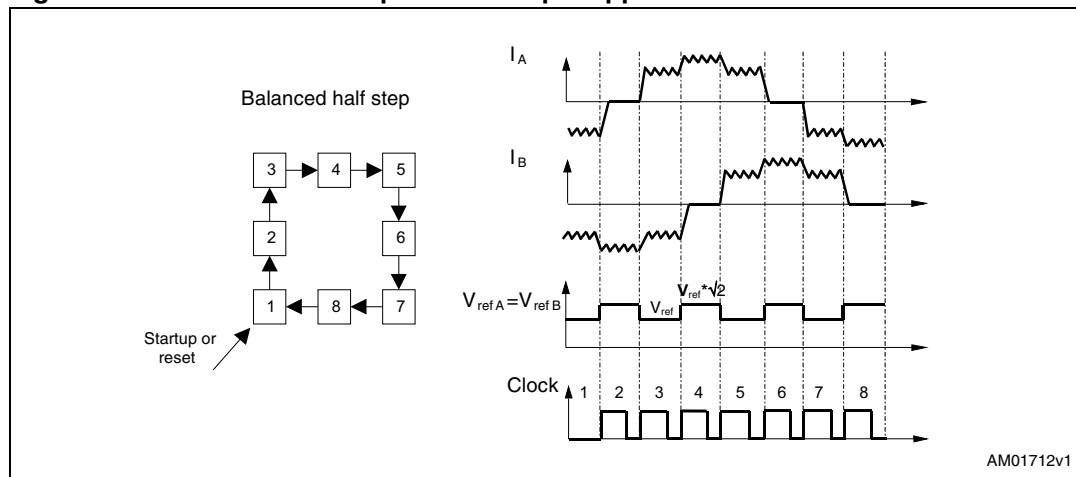 Balanced half step
3 4 5
2 6
1 8 7
Startup or
reset
I A
I B
V ref A = V ref B
V ref
V ref * √2
Clock
1 2 3 4 5 6 7 8
AM01712v1